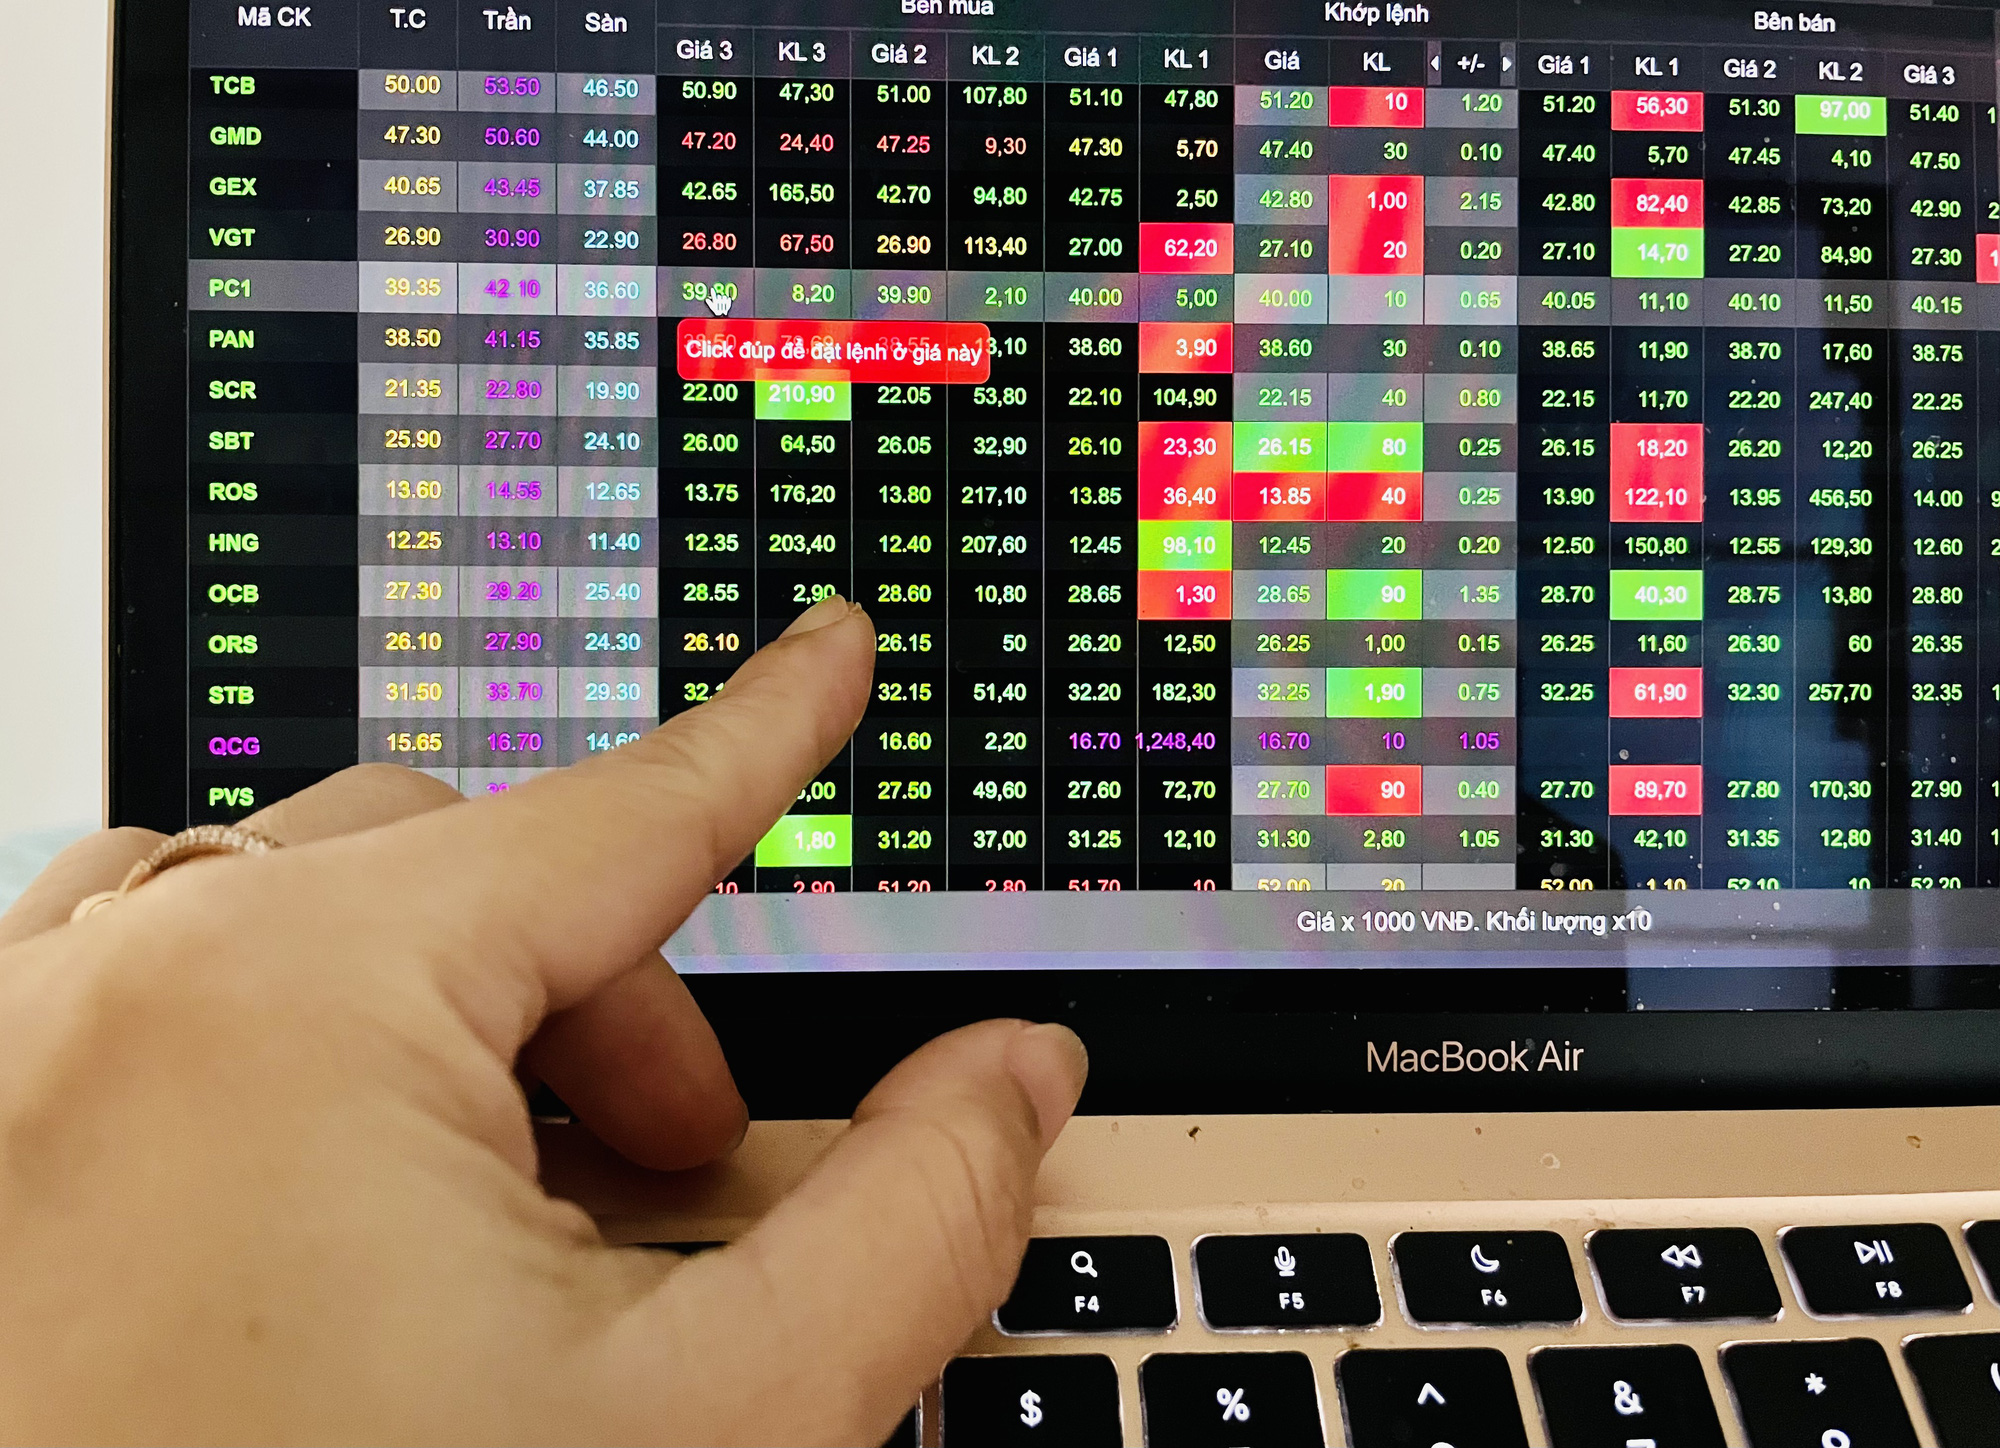 Mã CK T.C Trần Sàn Bên mua Khớp lệnh Bên bán
Giá 3 KL 3 Giá 2 KL 2 Giá 1 KL 1 Giá KL +/- Giá 1 KL 1 Giá 2 KL 2 Giá 3
TCB 50.00 53.50 46.50 50.90 47,30 51.00 107,80 51.10 47,80 51.20 10 1.20 51.20 56,30 51.30 97,00 51.40
GMD 47.30 50.60 44.00 47.20 24,40 47.25 9,30 47.30 5,70 47.40 30 0.10 47.40 5,70 47.45 4,10 47.50
GEX 40.65 43.45 37.85 42.65 165,50 42.70 94,80 42.75 2,50 42.80 1,00 2.15 42.80 82,40 42.85 73,20 42.90
VGT 26.90 30.90 22.90 26.80 67,50 26.90 113,40 27.00 62,20 27.10 20 0.20 27.10 14,70 27.20 84,90 27.30
PC1 39.35 42.10 36.60 39.80 8,20 39.90 2,10 40.00 5,00 40.00 10 0.65 40.05 11,10 40.10 11,50 40.15
PAN 38.50 41.15 35.85 38.60 3,90 38.60 30 0.10 38.65 11,90 38.70 17,60 38.75
Click đúp để đặt lệnh ở giá này
SCR 21.35 22.80 19.90 22.00 210,90 22.05 53,80 22.10 104,90 22.15 40 0.80 22.15 11,70 22.20 247,40 22.25
SBT 25.90 27.70 24.10 26.00 64,50 26.05 32,90 26.10 23,30 26.15 80 0.25 26.15 18,20 26.20 12,20 26.25
ROS 13.60 14.55 12.65 13.75 176,20 13.80 217,10 13.85 36,40 13.85 40 0.25 13.90 122,10 13.95 456,50 14.00
HNG 12.25 13.10 11.40 12.35 203,40 12.40 207,60 12.45 98,10 12.45 20 0.20 12.50 150,80 12.55 129,30 12.60
OCB 27.30 29.20 25.40 28.55 2,90 28.60 10,80 28.65 1,30 28.65 90 1.35 28.70 40,30 28.75 13,80 28.80
ORS 26.10 27.90 24.30 26.10 26.15 50 26.20 12,50 26.25 1,00 0.15 26.25 11,60 26.30 60 26.35
STB 31.50 33.70 29.30 32.15 51,40 32.20 182,30 32.25 1,90 0.75 32.25 61,90 32.30 257,70 32.35
QCG 15.65 16.70 14.60 16.60 2,20 16.70 1,248,40 16.70 10 1.05
PVS 27.50 49,60 27.60 72,70 27.70 90 0.40 27.70 89,70 27.80 170,30 27.90
1,80 31.20 37,00 31.25 12,10 31.30 2,80 1.05 31.30 42,10 31.35 12,80 31.40
2,90 51.20 2,80 51.70 10 52.00 20 52.00 1,10 52.10 10 52.20
Giá x 1000 VNĐ. Khối lượng x10
MacBook Air
F4 F5 F6 F7 F8
$ % ^ & *